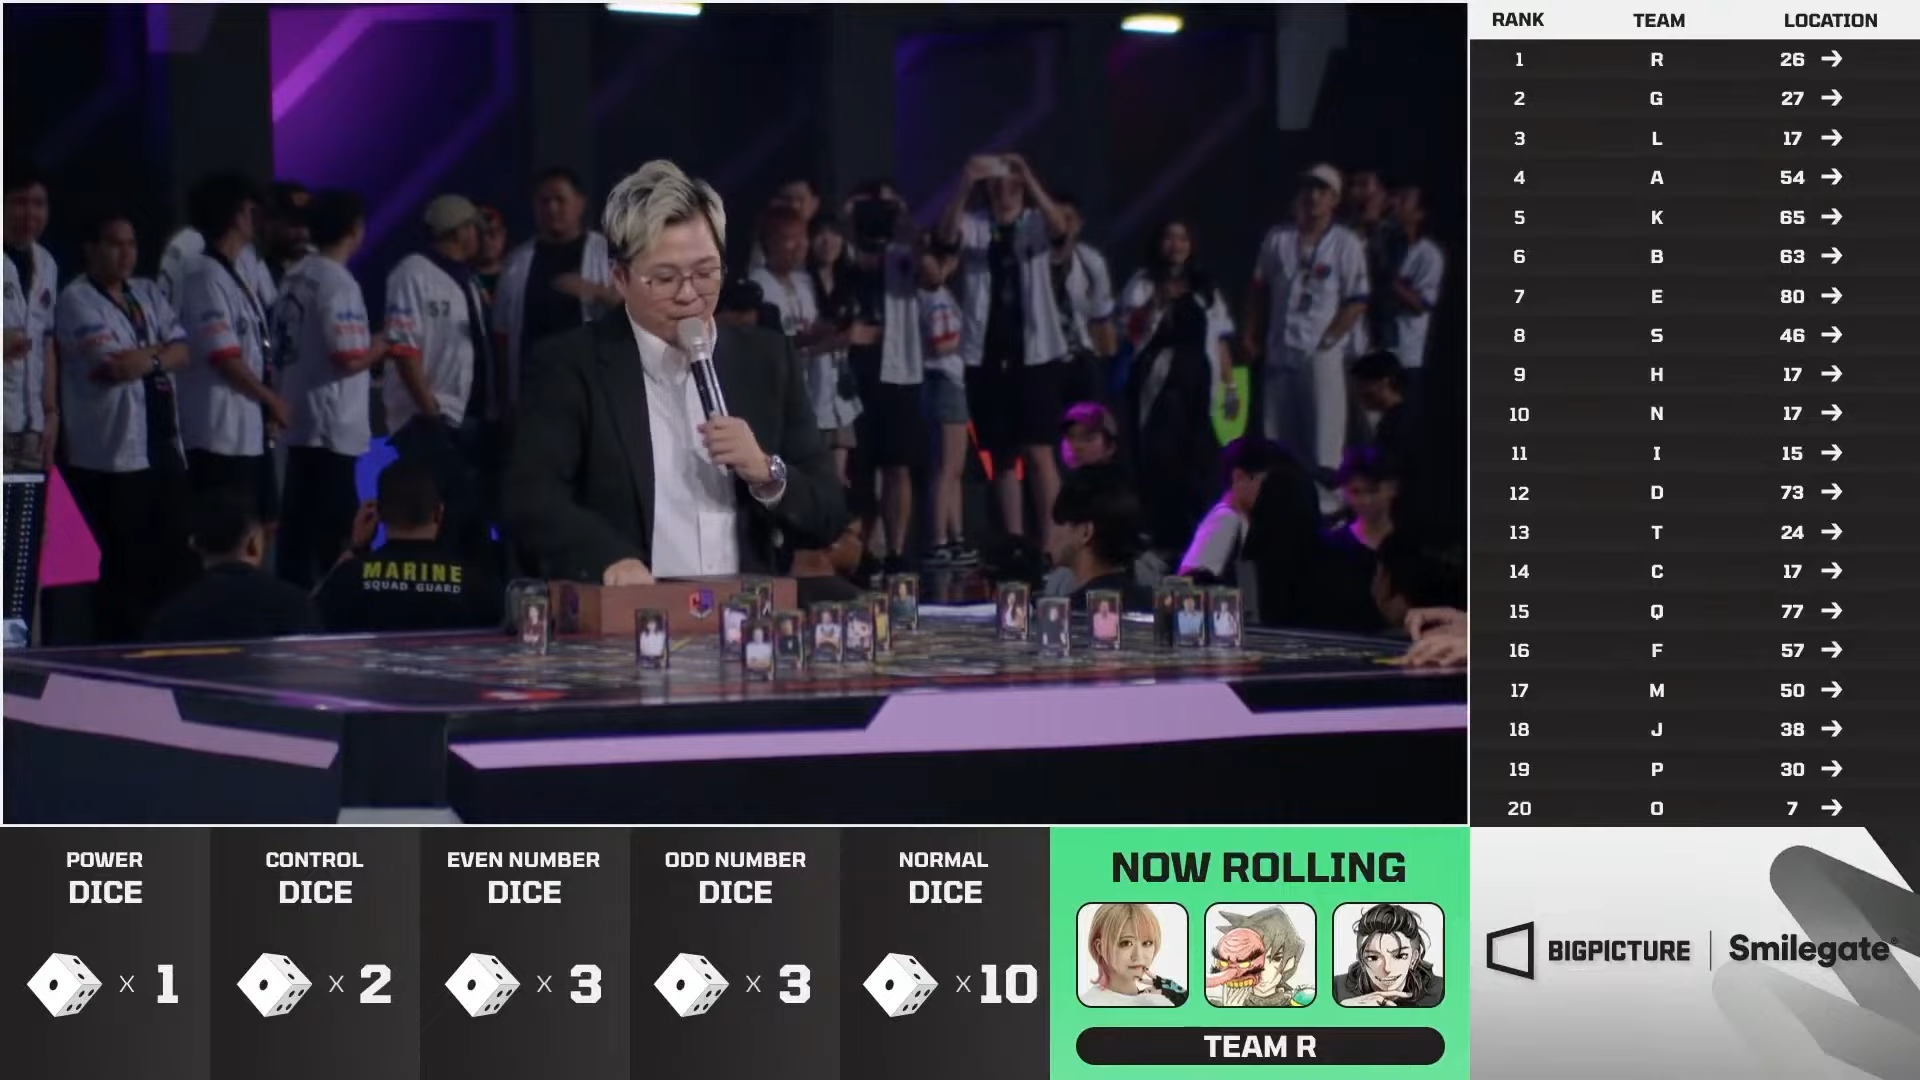 57
MARINE
SQUAD GUARD
RANK TEAM LOCATION
1 R 26 →
2 G 27 →
3 L 17 →
4 A 54 →
5 K 65 →
6 B 63 →
7 E 80 →
8 S 46 →
9 H 17 →
10 N 17 →
11 I 15 →
12 D 73 →
13 T 24 →
14 C 17 →
15 Q 77 →
16 F 57 →
17 M 50 →
18 J 38 →
19 P 30 →
20 O 7 →
POWER
DICE
X 1
CONTROL
DICE
X 2
EVEN NUMBER
DICE
X 3
ODD NUMBER
DICE
X 3
NORMAL
DICE
X 10
NOW ROLLING
TEAM R
BIGPICTURE | Smilegate®